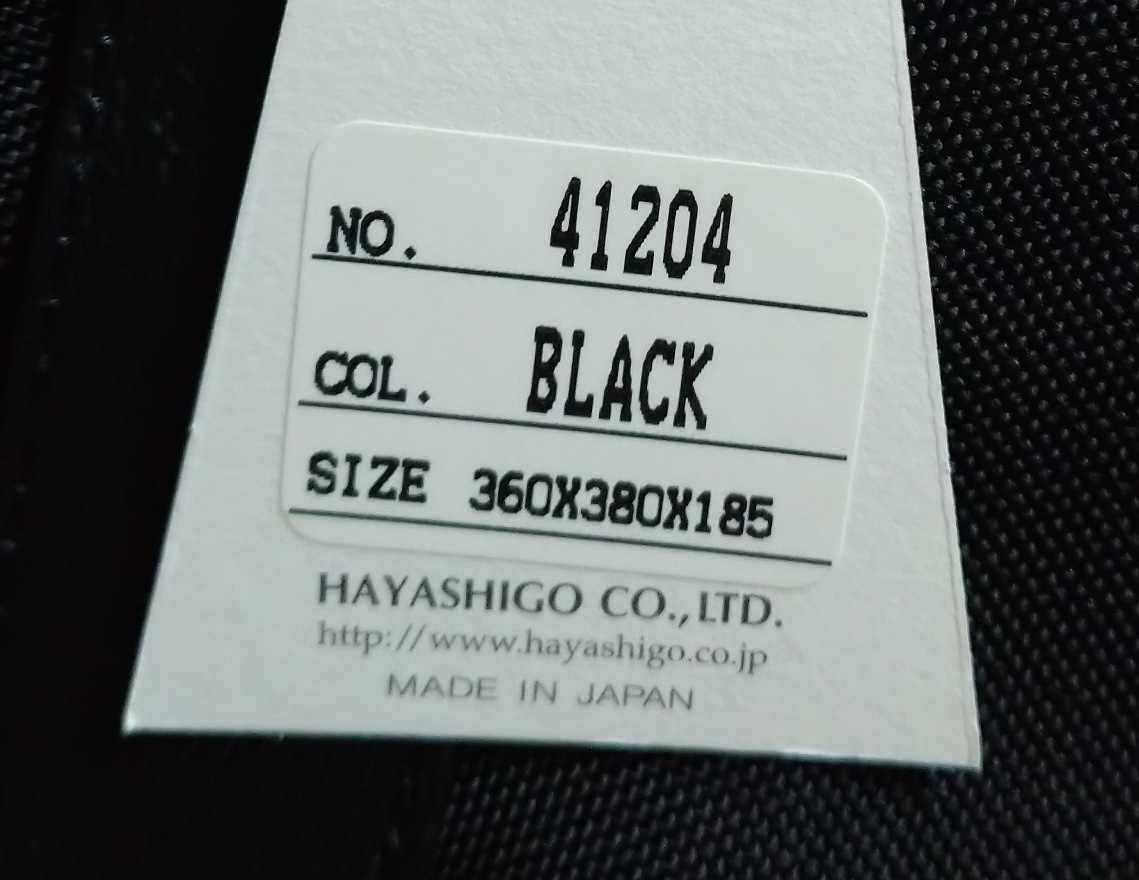 NO. 41204
COL. BLACK
SIZE 360X380X185
HAYASHIGO CO.,LTD.
http://www.hayashigo.co.jp
MADE IN JAPAN